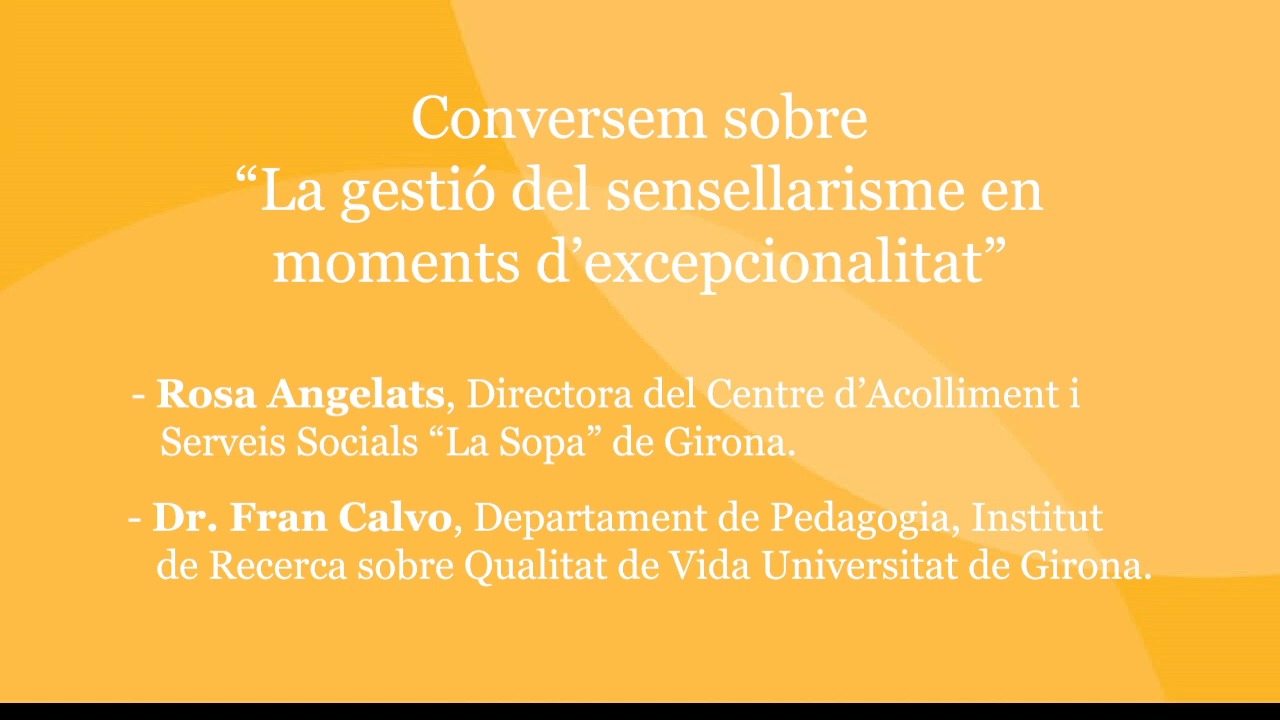 Conversem sobre
“La gestió del sensellarisme en
moments d’excepcionalitat”
- Rosa Angelats, Directora del Centre d’Acolliment i
Serveis Socials “La Sopa” de Girona.
- Dr. Fran Calvo, Departament de Pedagogia, Institut
de Recerca sobre Qualitat de Vida Universitat de Girona.